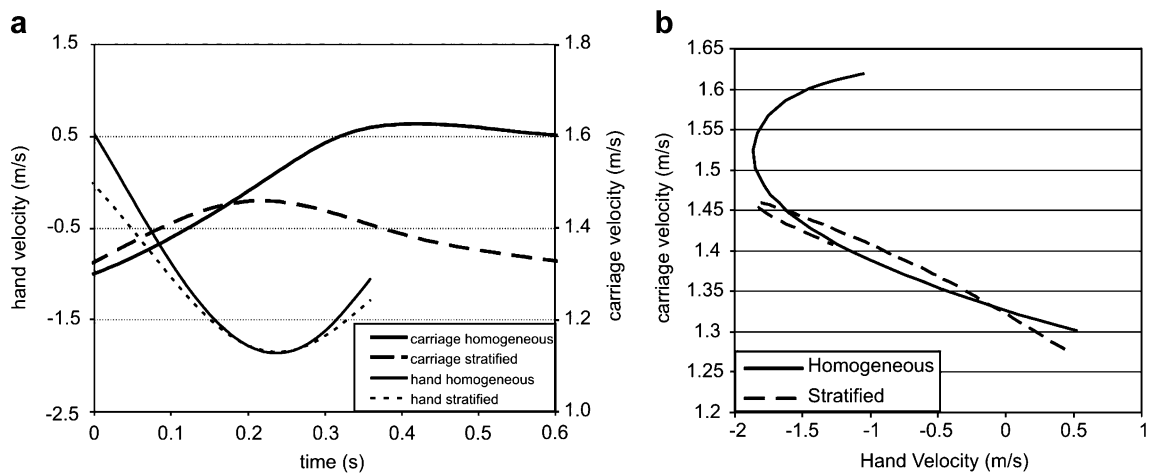 a
1.5
0.5
-0.5
-1.5
-2.5
hand velocity (m/s)
1.8
1.6
1.4
1.2
1.0
carriage velocity (m/s)
carriage homogeneous
carriage stratified
hand homogeneous
hand stratified
0 0.1 0.2 0.3 0.4 0.5 0.6
time (s)
b
1.65
1.6
1.55
1.5
1.45
1.4
1.35
1.3
1.25
1.2
carriage velocity (m/s)
Homogeneous
Stratified
-2 -1.5 -1 -0.5 0 0.5 1
Hand Velocity (m/s)